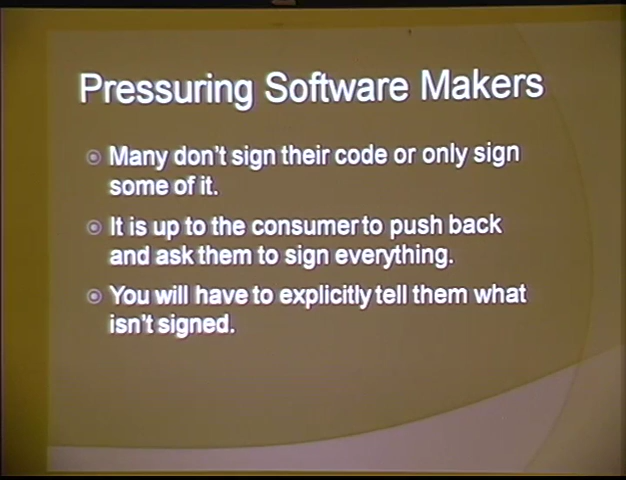 Pressuring Software Makers
Many don't sign their code or only sign
some of it.
It is up to the consumer to push back
and ask them to sign everything.
You will have to explicitly tell them what
isn't signed.